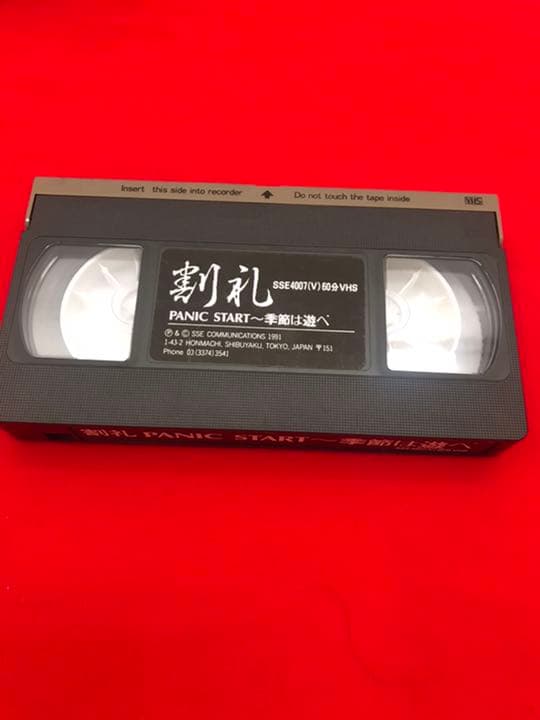 Insert this side into recorder
Do not touch the tape inside
VHS
割礼
SSE4007(V) 60分 VHS
PANIC START〜季節は遊べ
Ⓟ & © SSE COMMUNICATIONS 1991
1-43-2 HONMACHI, SHIBUYAKU, TOKYO, JAPAN 〒151
Phone 03(3374)3541
割礼 PANIC START〜季節は遊べ